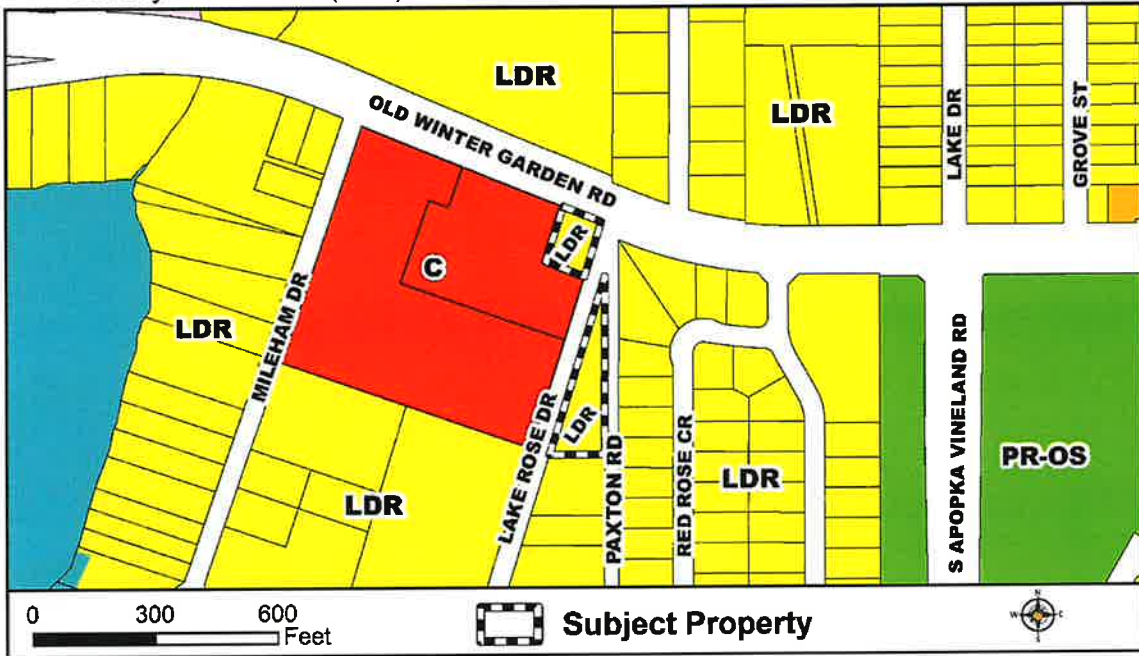 LDR
LDR
OLD WINTER GARDEN RD
LAKE DR
GROVE ST
LDR
C
MILEHAM DR
LDR
LDR
LAKE ROSE DR
PAXTON RD
RED ROSE CR
LDR
LDR
S APOPKA VINELAND RD
PR-OS
0 300 600
Feet
Subject Property
N
W
S